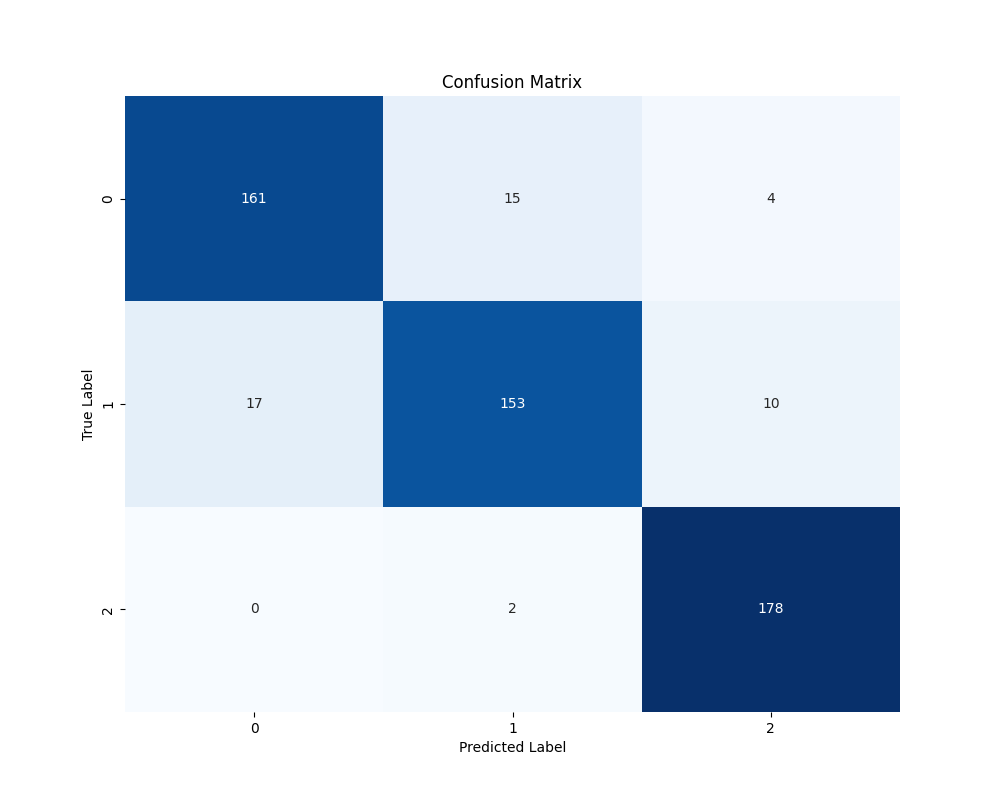 Confusion Matrix
0 161 15 4
True Label
1 17 153 10
2 0 2 178
0 1 2
Predicted Label